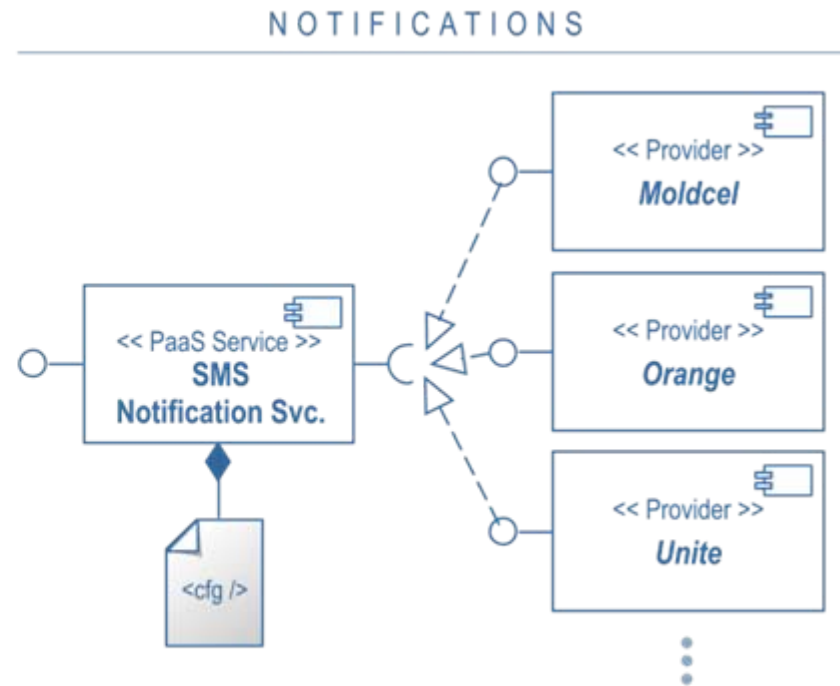 NOTIFICATIONS
<< Provider >>
Moldcel
<< PaaS Service >>
SMS
Notification Svc.
<< Provider >>
Orange
<< Provider >>
Unite
<cfg />